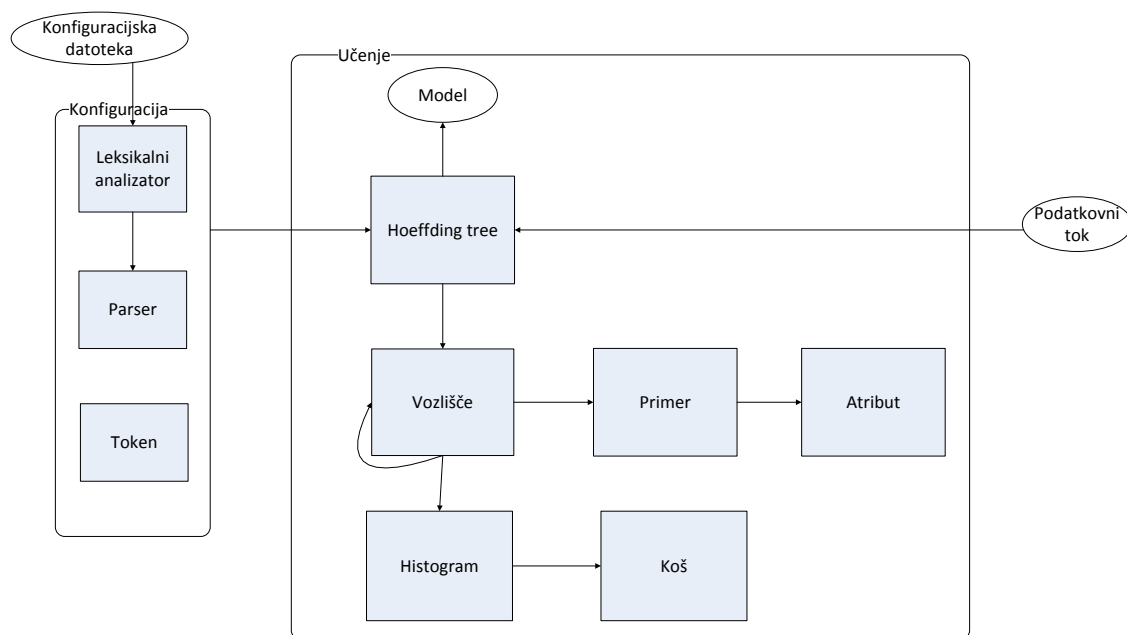 Konfiguracijska
datoteka
Učenje
Model
Konfiguracija
Leksikalni
analizator
Hoeffding tree
Podatkovni
tok
Parser
Vozlišče
Primer
Atribut
Token
Histogram
Koš